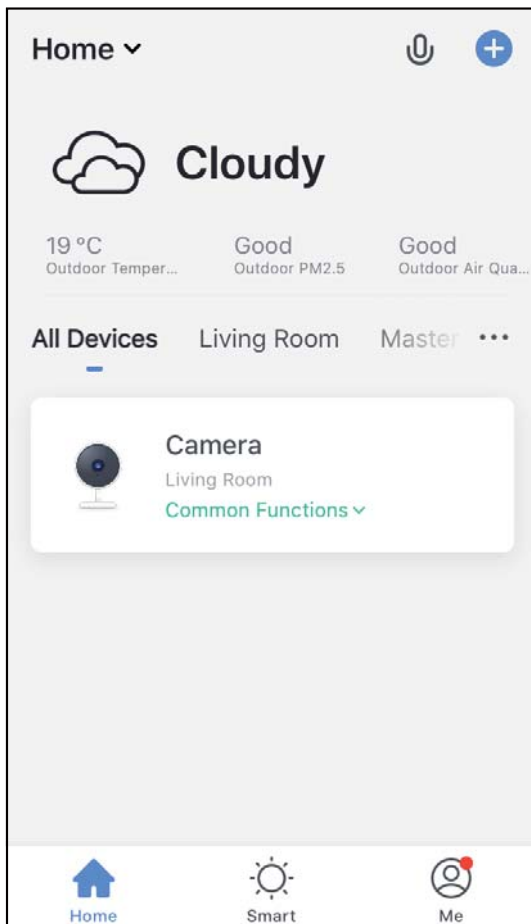 Home
Cloudy
19 °C Good Good
Outdoor Temper... Outdoor PM2.5 Outdoor Air Qua...
All Devices Living Room Master ...
Camera
Living Room
Common Functions
Home Smart Me